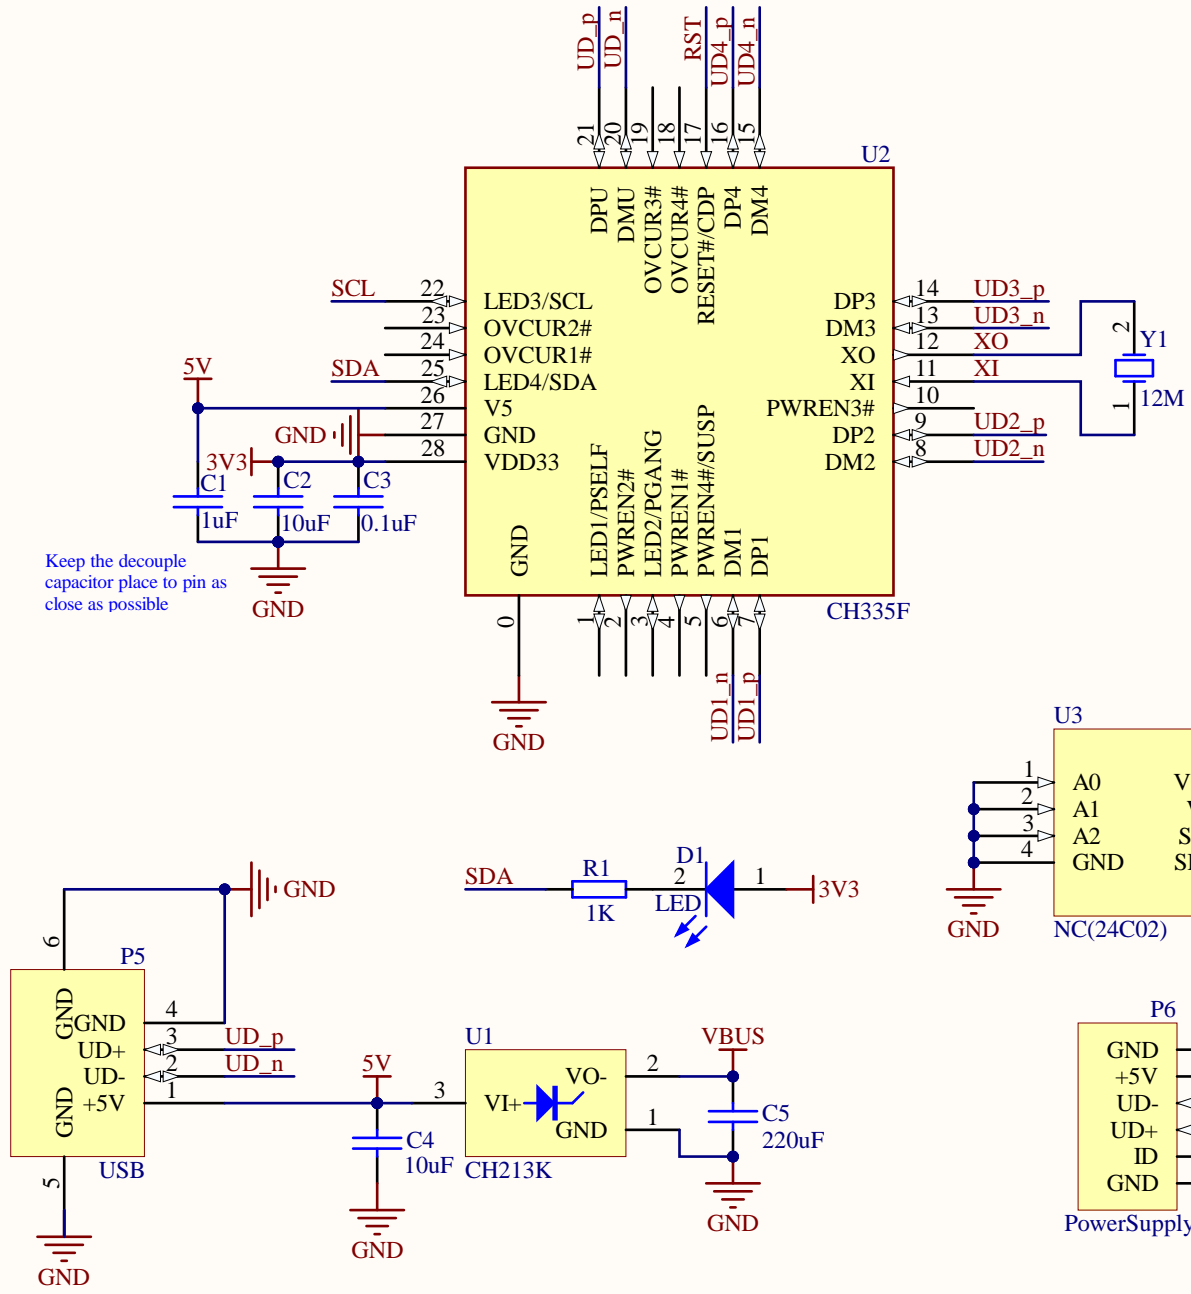 UD_p
UD_n
RST
UD4_p
UD4_n
21
20
19
18
17
16
15
U2
DPU
DMU
OVCUR3#
OVCUR4#
RESET#/CDP
DP4
DM4
SCL
22
LED3/SCL
DP3
14
UD3_p
23
OVCUR2#
DM3
13
UD3_n
24
OVCUR1#
XO
12
XO
2
Y1
SDA
25
LED4/SDA
XI
11
XI
1
12M
5V
26
V5
PWREN3#
10
GND
27
GND
DP2
9
UD2_p
3V3
28
VDD33
DM2
8
UD2_n
C1
C2
C3
1uF
10uF
0.1uF
Keep the decouple
capacitor place to pin as
close as possible
GND
GND
LED1/PSELF
PWREN2#
LED2/PGANG
PWREN1#
PWREN4#/SUSP
DM1
DP1
CH335F
0
1
2
3
4
5
6
7
UD1_n
UD1_p
GND
U3
1
A0
V
2
A1
3
A2
S
4
GND
S
GND
NC(24C02)
SDA
R1
1K
D1
2
LED
1
3V3
GND
6
P5
GND
GND
4
UD+
3
UD_p
UD-
2
UD_n
GND
+5V
1
USB
5
GND
5V
C4
10uF
GND
U1
3
VI+
VO-
2
GND
1
CH213K
VBUS
C5
220uF
GND
P6
GND
+5V
UD-
UD+
ID
GND
PowerSupply